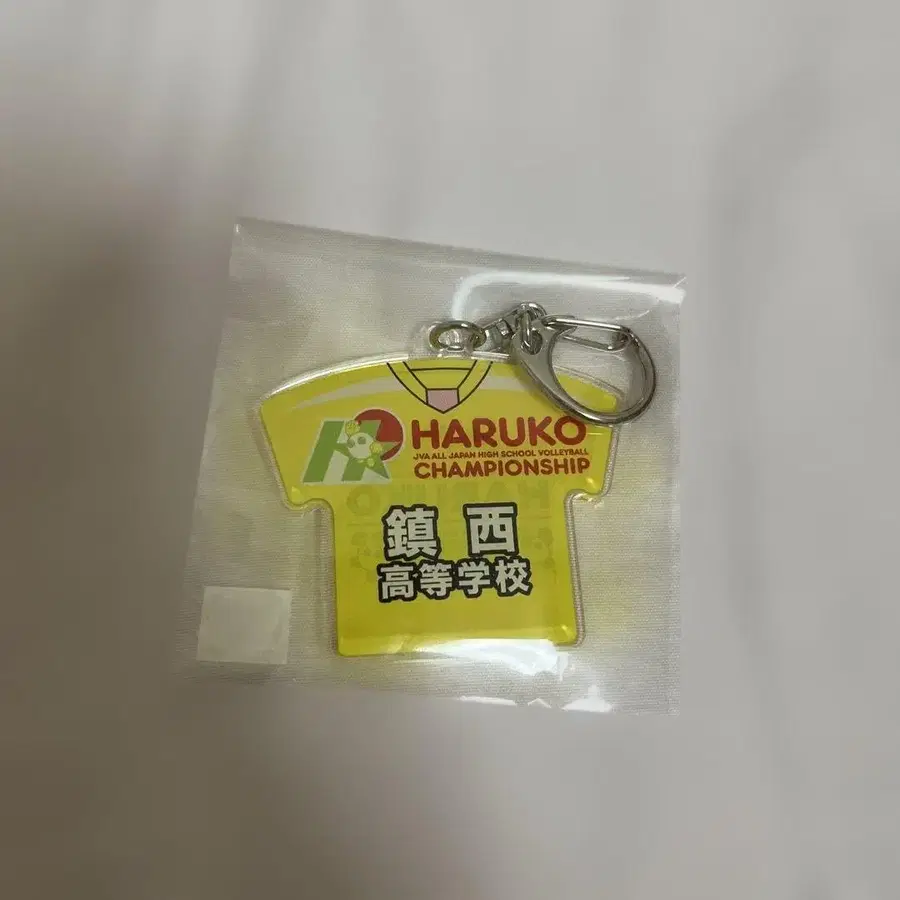 HARUKO
JVA ALL JAPAN HIGH SCHOOL VOLLEYBALL
CHAMPIONSHIP
鎮西
高等学校